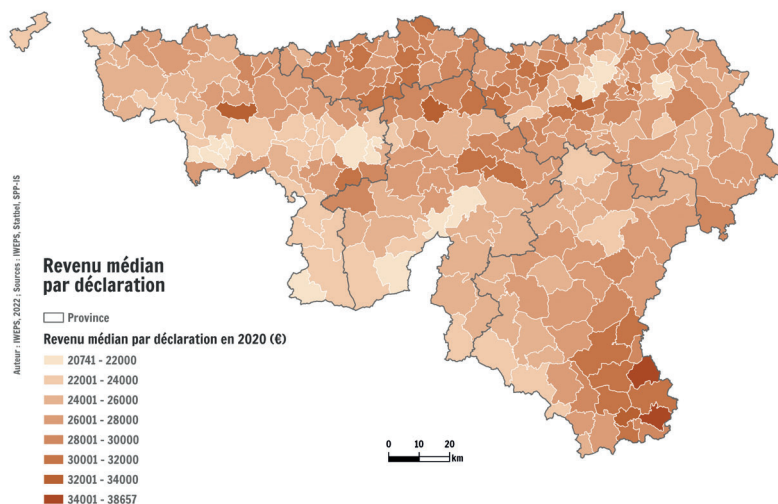 Auteur : IWEPS, 2022 ; Sources : IWEPS, Statbel, SPP-IS
Revenu médian
par déclaration
Province
Revenu médian par déclaration en 2020 (€)
20741 - 22000
22001 - 24000
24001 - 26000
26001 - 28000
28001 - 30000
30001 - 32000
32001 - 34000
34001 - 38657
0 10 20
km